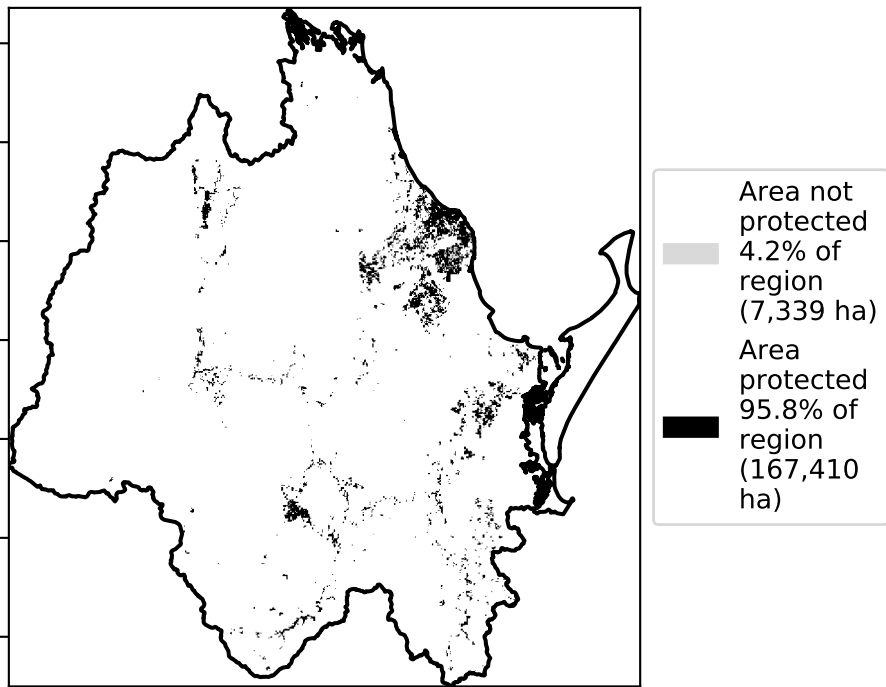 Area not
protected
4.2% of
region
(7,339 ha)
Area
protected
95.8% of
region
(167,410
ha)